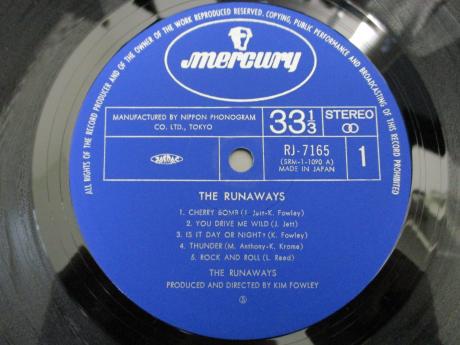 ALL RIGHTS OF THE RECORD PRODUCER AND OF THE OWNER OF THE WORK REPRODUCED RESERVED. COPYING, PUBLIC PERFORMANCE AND BROADCASTING OF THIS RECORD PROHIBITED
mercury
MANUFACTURED BY NIPPON PHONOGRAM CO. LTD., TOKYO
33 1/3
STEREO
RJ-7165
(SRM-1-1090 A)
MADE IN JAPAN
1
THE RUNAWAYS
1. CHERRY BOMB (J. Jett-K. Fowley)
2. YOU DRIVE ME WILD (J. Jett)
3. IS IT DAY OR NIGHT? (K. Fowley)
4. THUNDER (M. Anthony-K. Krome)
5. ROCK AND ROLL (L. Reed)
THE RUNAWAYS
PRODUCED AND DIRECTED BY KIM FOWLEY